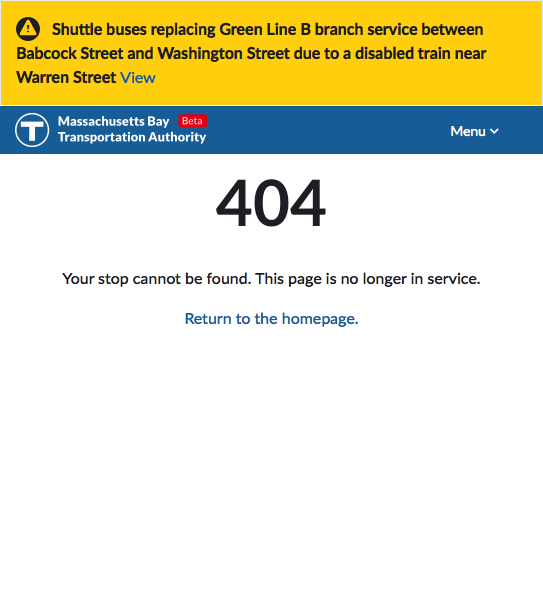 Shuttle buses replacing Green Line B branch service between
Babcock Street and Washington Street due to a disabled train near
Warren Street View
T
Massachusetts Bay Beta
Transportation Authority
Menu
404
Your stop cannot be found. This page is no longer in service.
Return to the homepage.